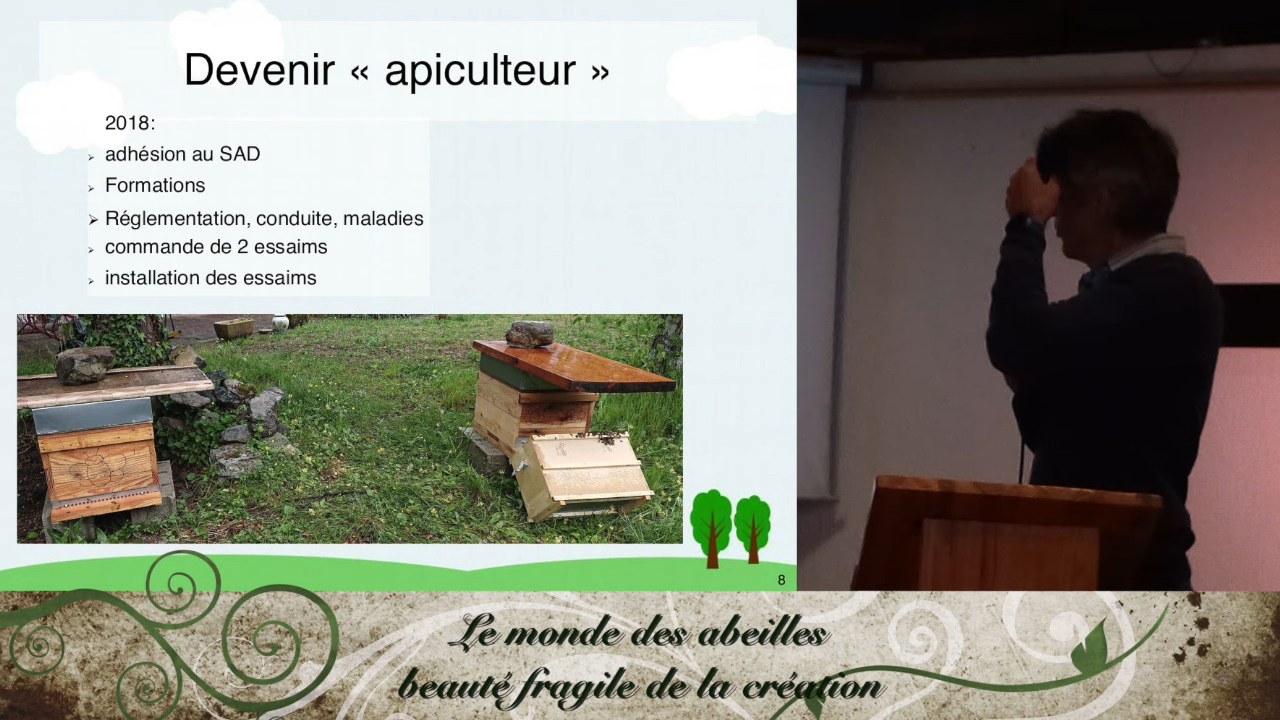 Devenir « apiculteur »
2018:
adhésion au SAD
Formations
Réglementation, conduite, maladies
commande de 2 essaims
installation des essaims
8
Le monde des abeilles
beauté fragile de la création